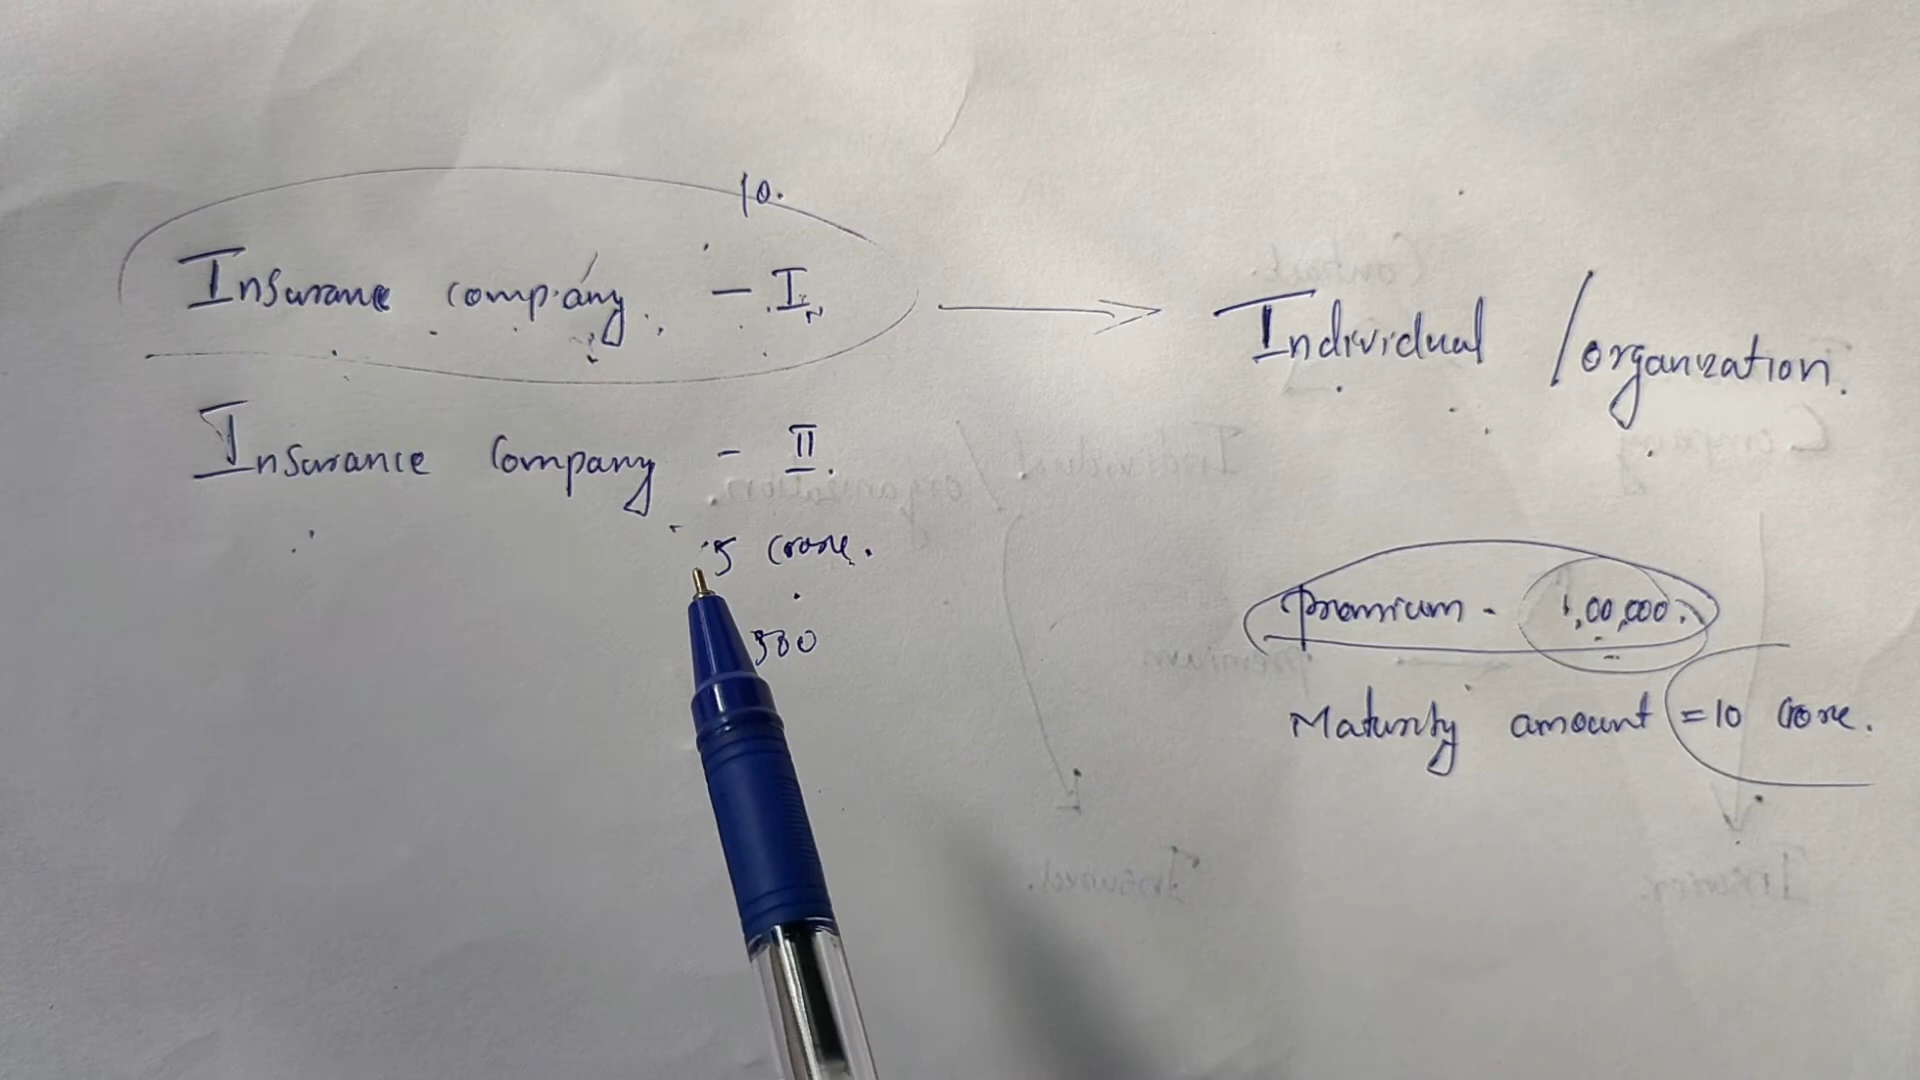 10.
Insurance company - I
Insurance Company - II.
5 crore.
500
Individual / organization.
Premium - 1,00,000.
Maturity amount = 10 crore.